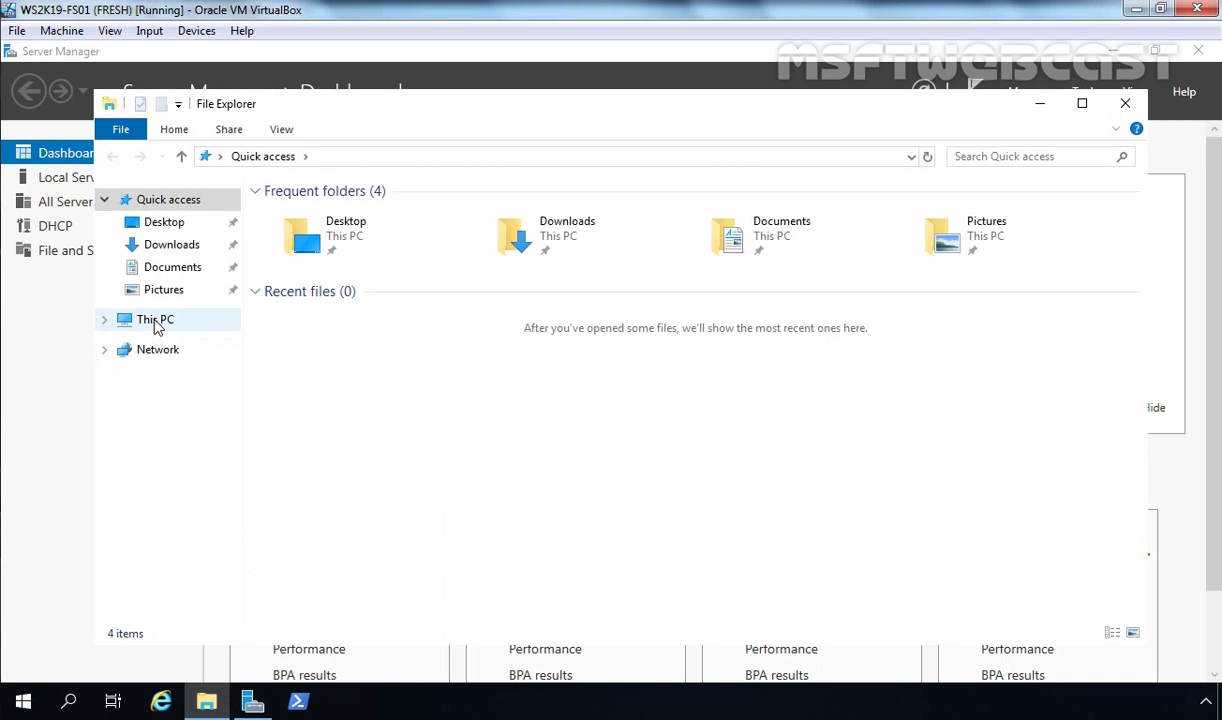 WS2K19-FS01 (FRESH) [Running] - Oracle VM VirtualBox
File Machine View Input Devices Help
Server Manager
MSFTWEBCAST
Help
File Explorer
File Home Share View
Quick access
Search Quick access
Dashboar
Local Serv
All Server
DHCP
File and S
Quick access
Desktop
Downloads
Documents
Pictures
This PC
Network
Frequent folders (4)
Desktop
This PC
Downloads
This PC
Documents
This PC
Pictures
This PC
Recent files (0)
After you've opened some files, we'll show the most recent ones here.
Hide
4 items
Performance Performance Performance Performance
BPA results BPA results BPA results BPA results